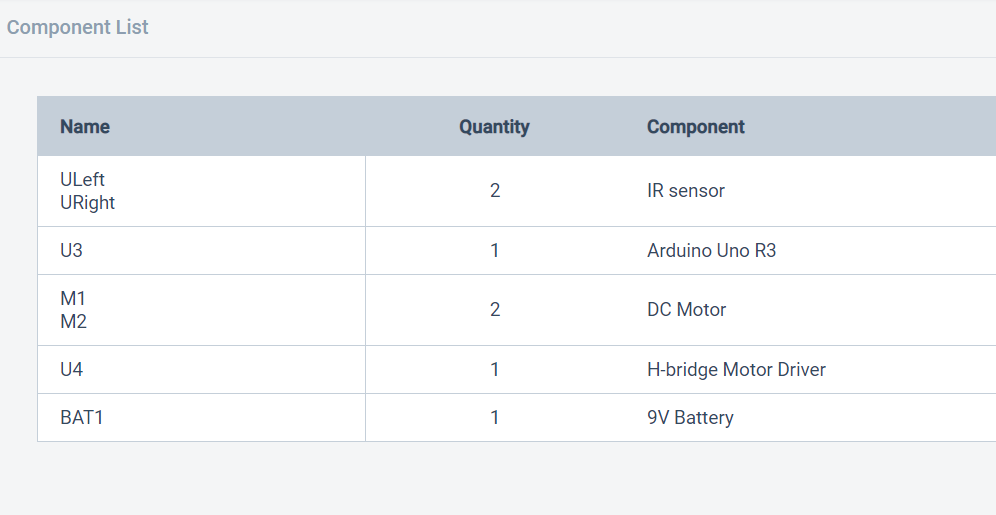 Component List
Name Quantity Component
ULeft
URight
2 IR sensor
U3 1 Arduino Uno R3
M1
M2
2 DC Motor
U4 1 H-bridge Motor Driver
BAT1 1 9V Battery